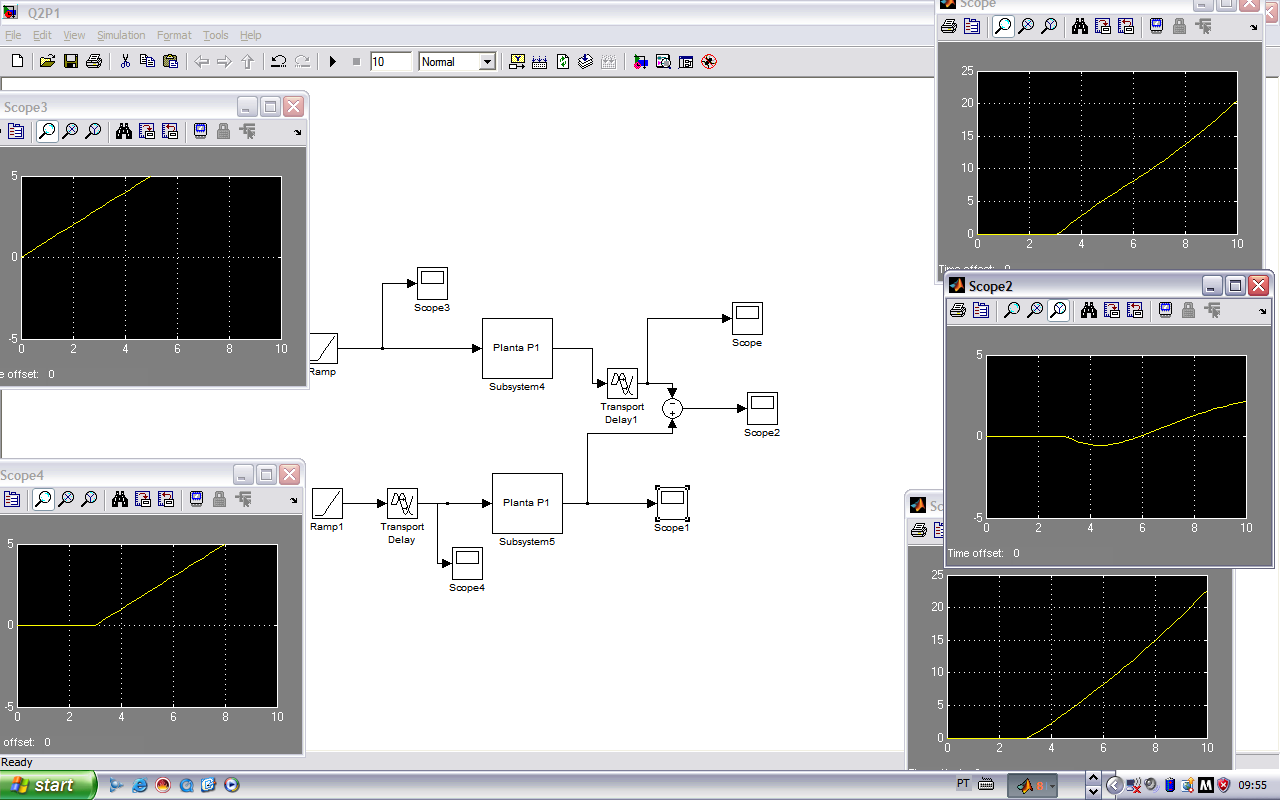 Q2P1
File Edit View Simulation Format Tools Help
10 Normal
Scope3
5
0
-5
0 2 4 6 8 10
e offset: 0
Scope
25
20
15
10
5
0
0 2 4 6 8 10
Time offset: 0
Scope2
5
0
-5
0 2 4 6 8 10
Time offset: 0
Scope3
Ramp
Planta P1
Subsystem4
Transport
Delay1
Scope
Scope2
-
+
Scope4
5
0
-5
0 2 4 6 8 10
offset: 0
Ramp1
Transport
Delay
Planta P1
Subsystem5
Scope1
Scope4
Sc
25
20
15
10
5
0
0 2 4 6 8 10
Ready
start
PT
09:55